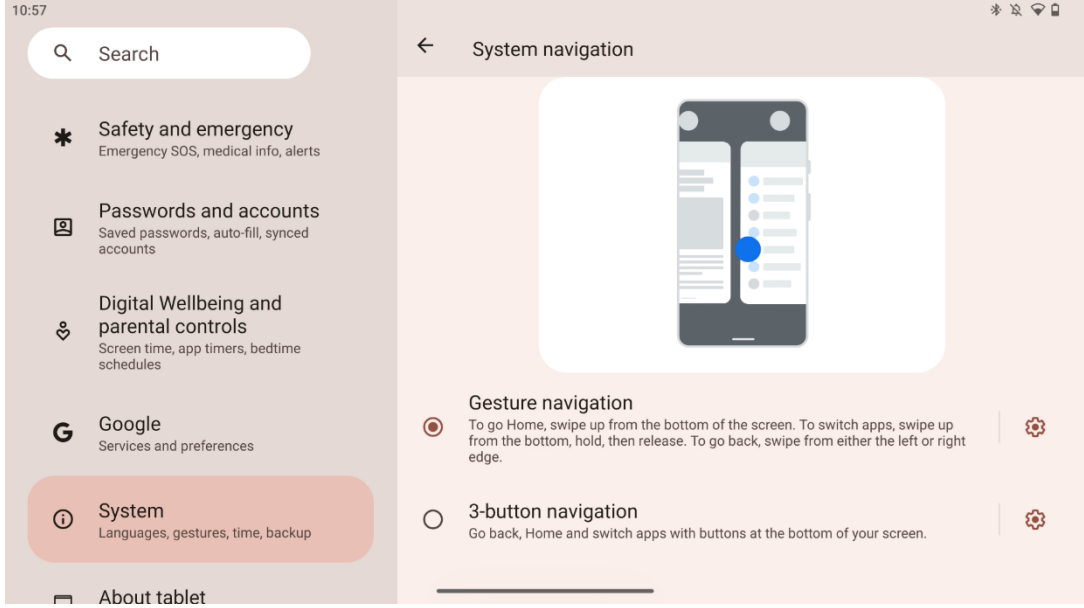 10:57
Search
Safety and emergency
Emergency SOS, medical info, alerts
Passwords and accounts
Saved passwords, auto-fill, synced
accounts
Digital Wellbeing and
parental controls
Screen time, app timers, bedtime
schedules
Google
Services and preferences
System
Languages, gestures, time, backup
About tablet
System navigation
Gesture navigation
To go Home, swipe up from the bottom of the screen. To switch apps, swipe up
from the bottom, hold, then release. To go back, swipe from either the left or right
edge.
3-button navigation
Go back, Home and switch apps with buttons at the bottom of your screen.